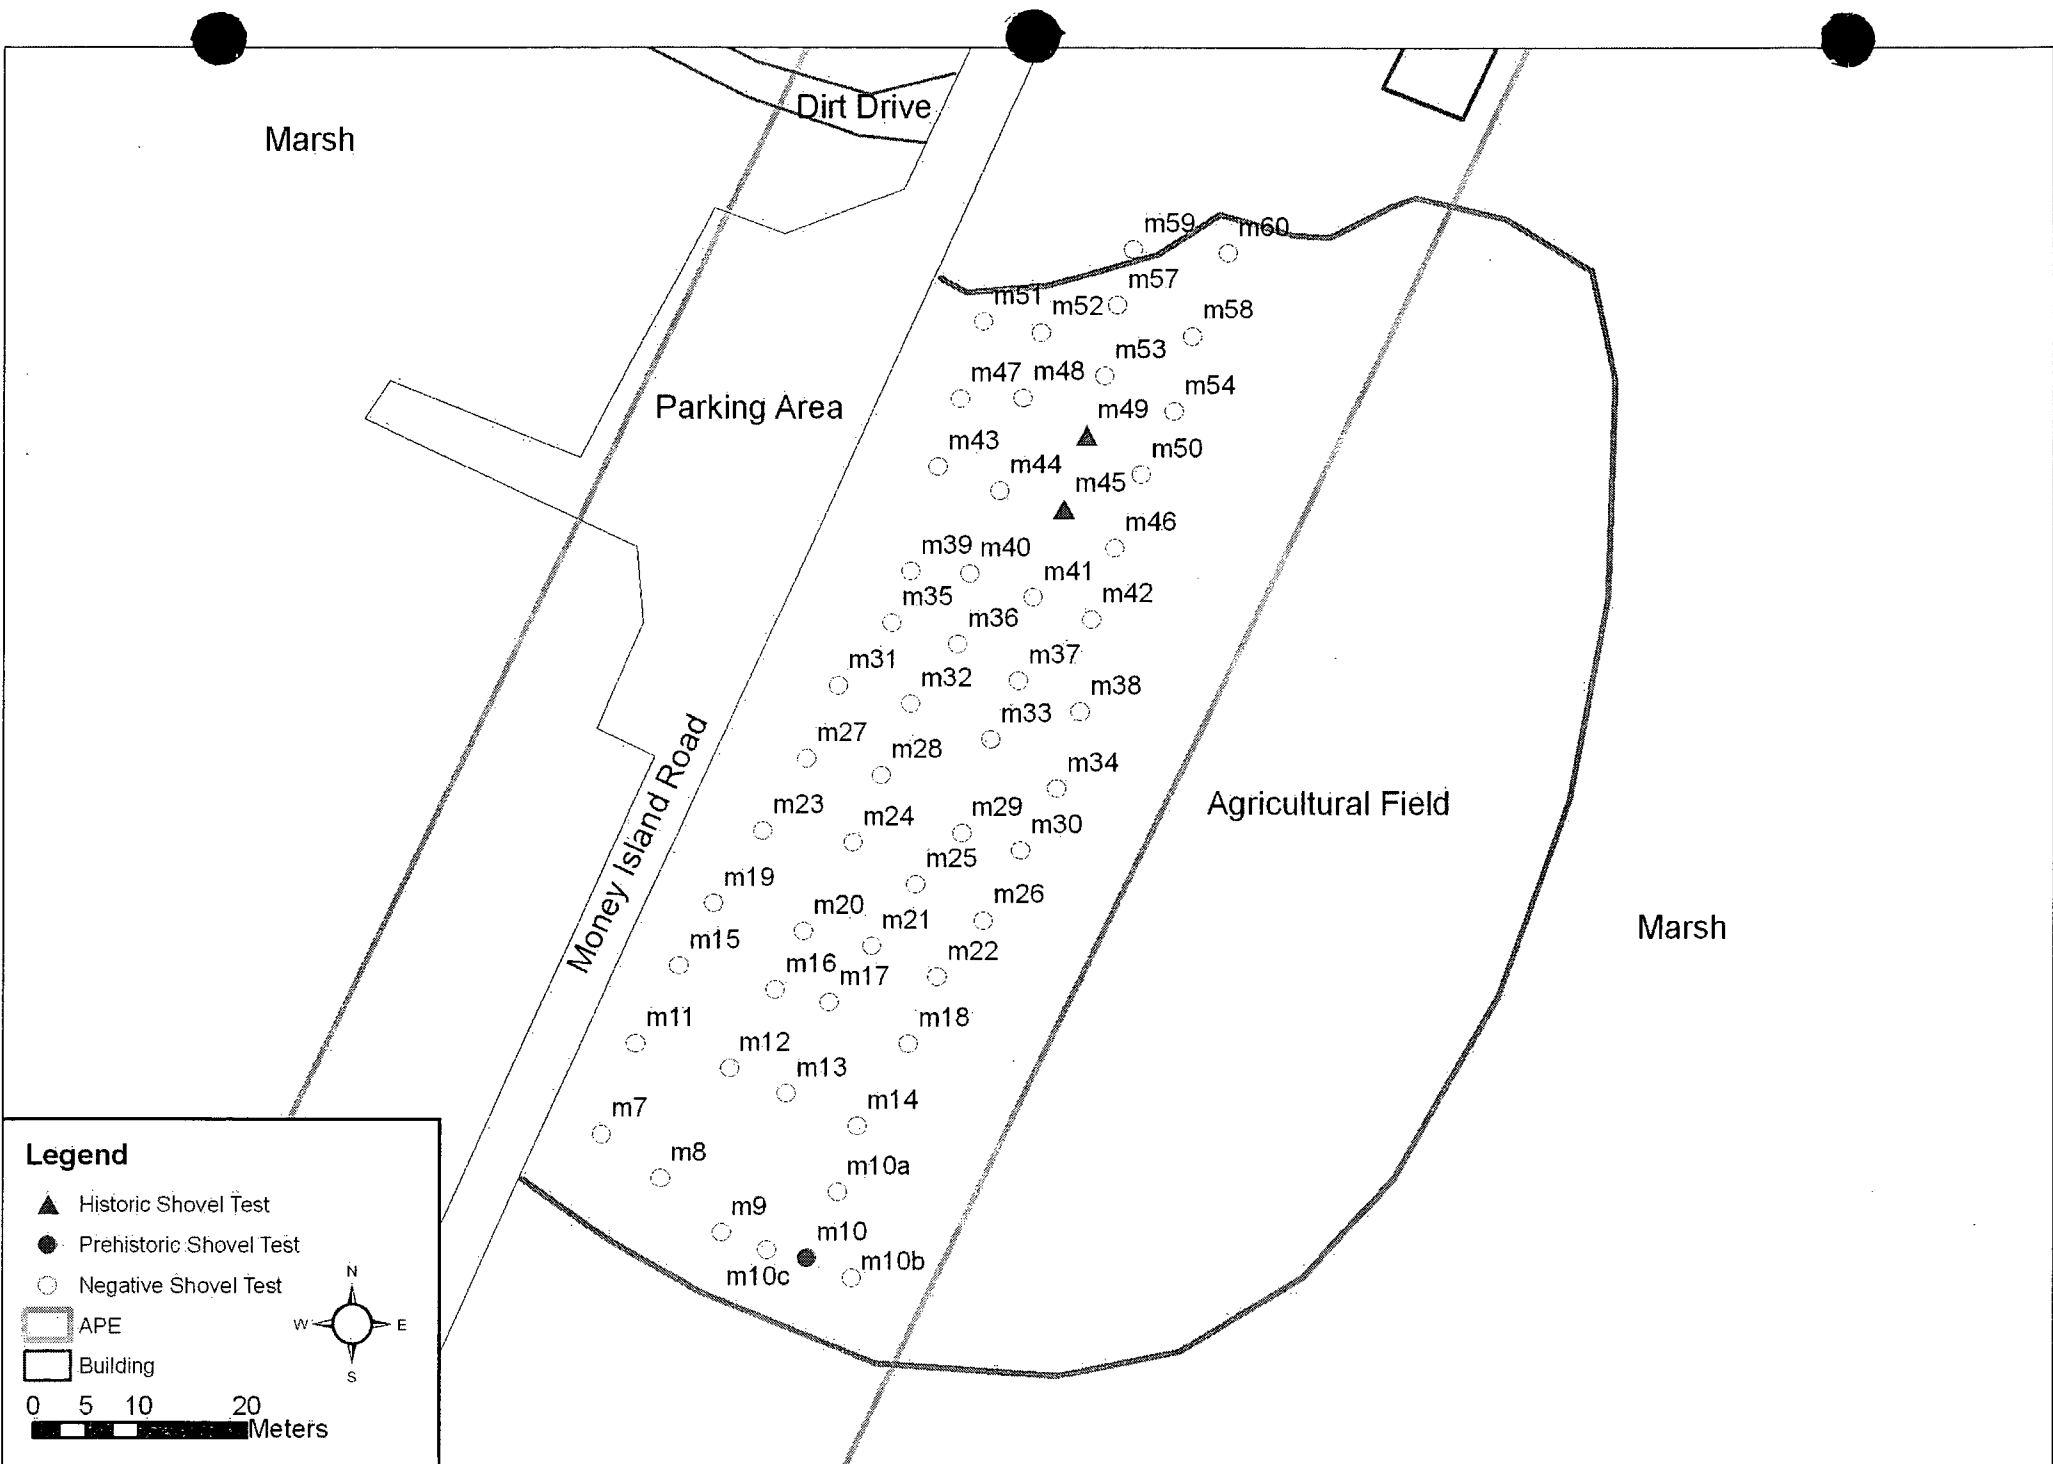 Dirt Drive
Marsh
m59
m60
m57
m51
m52
m58
m53
m47
m48
m54
Parking Area
m49
m43
m50
m44
m45
m46
m39
m40
m41
m35
m42
m36
m31
m37
m32
m38
m33
m27
m28
m34
Money Island Road
m23
m24
m29
m30
Agricultural Field
m25
m19
m26
m20
m21
Marsh
m15
m22
m16
m17
m11
m18
m12
m13
m7
m14
m8
m10a
m9
m10
m10b
m10c
Legend
Historic Shovel Test
Prehistoric Shovel Test
Negative Shovel Test
APE
Building
N
W
E
S
0 5 10 20
Meters